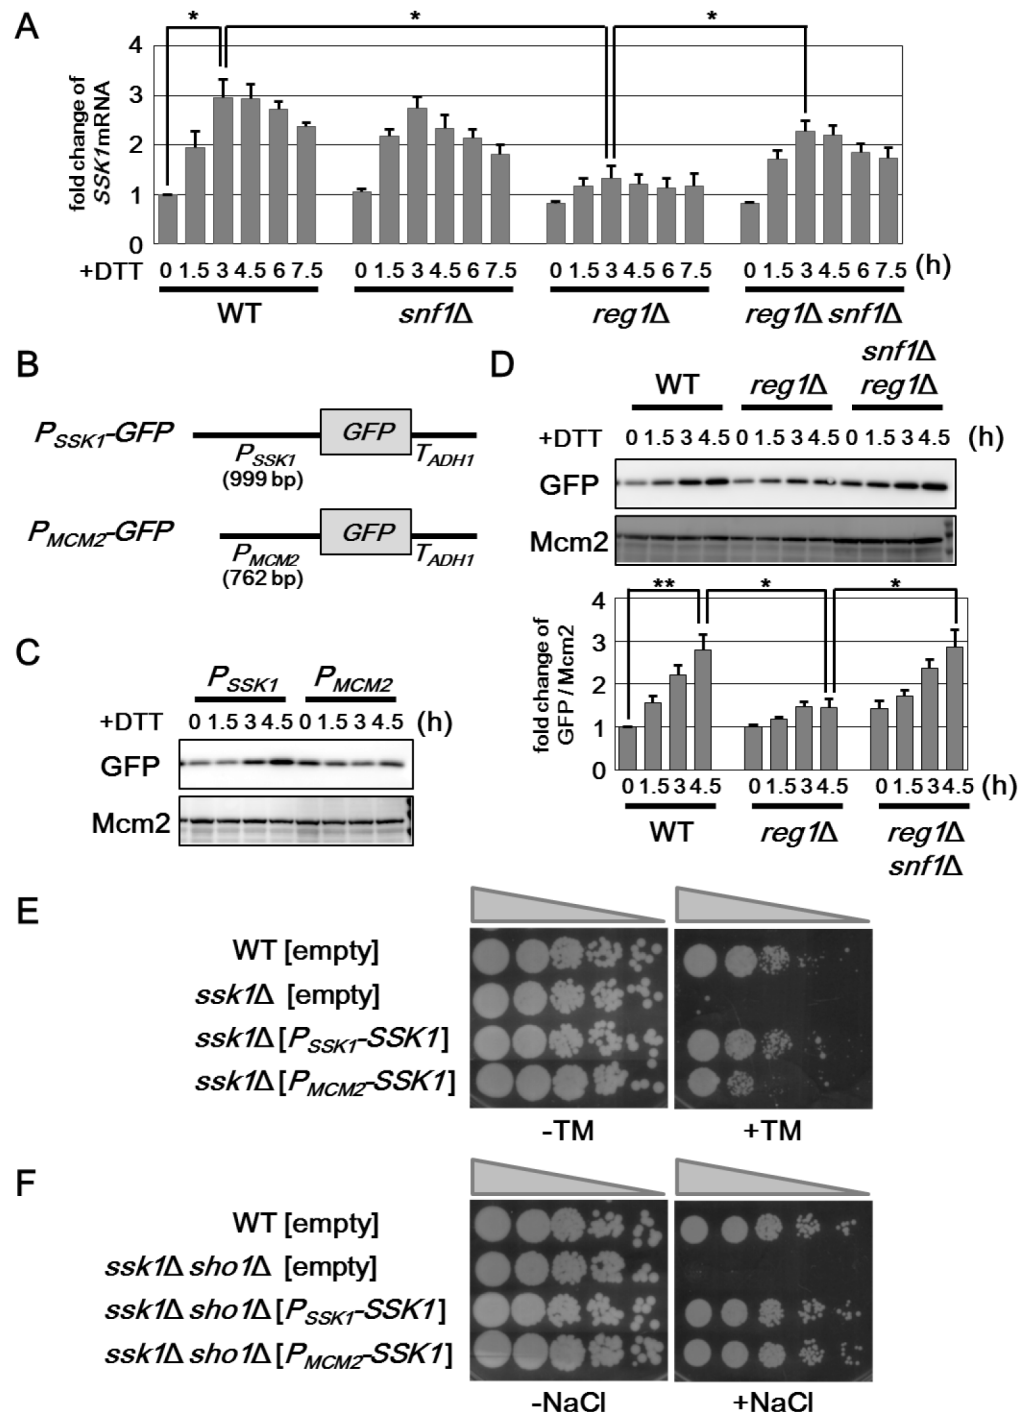 A
* * *
fold change of
SSK1 mRNA
4
3
2
1
0
+DTT 0 1.5 3 4.5 6 7.5 0 1.5 3 4.5 6 7.5 0 1.5 3 4.5 6 7.5 0 1.5 3 4.5 6 7.5 (h)
WT snf1Δ reg1Δ reg1Δ snf1Δ
B
PSSK1-GFP
GFP
PSSK1
(999 bp)
TADH1
PMCM2-GFP
GFP
PMCM2
(762 bp)
TADH1
C
PSSK1 PMCM2
+DTT 0 1.5 3 4.5 0 1.5 3 4.5 (h)
GFP
Mcm2
D
WT reg1Δ snf1Δ
reg1Δ
+DTT 0 1.5 3 4.5 0 1.5 3 4.5 0 1.5 3 4.5 (h)
GFP
Mcm2
** * *
fold change of
GFP / Mcm2
4
3
2
1
0
0 1.5 3 4.5 0 1.5 3 4.5 0 1.5 3 4.5 (h)
WT reg1Δ reg1Δ
snf1Δ
E
WT [empty]
ssk1Δ [empty]
ssk1Δ [PSSK1-SSK1]
ssk1Δ [PMCM2-SSK1]
-TM +TM
F
WT [empty]
ssk1Δ sho1Δ [empty]
ssk1Δ sho1Δ [PSSK1-SSK1]
ssk1Δ sho1Δ [PMCM2-SSK1]
-NaCl +NaCl